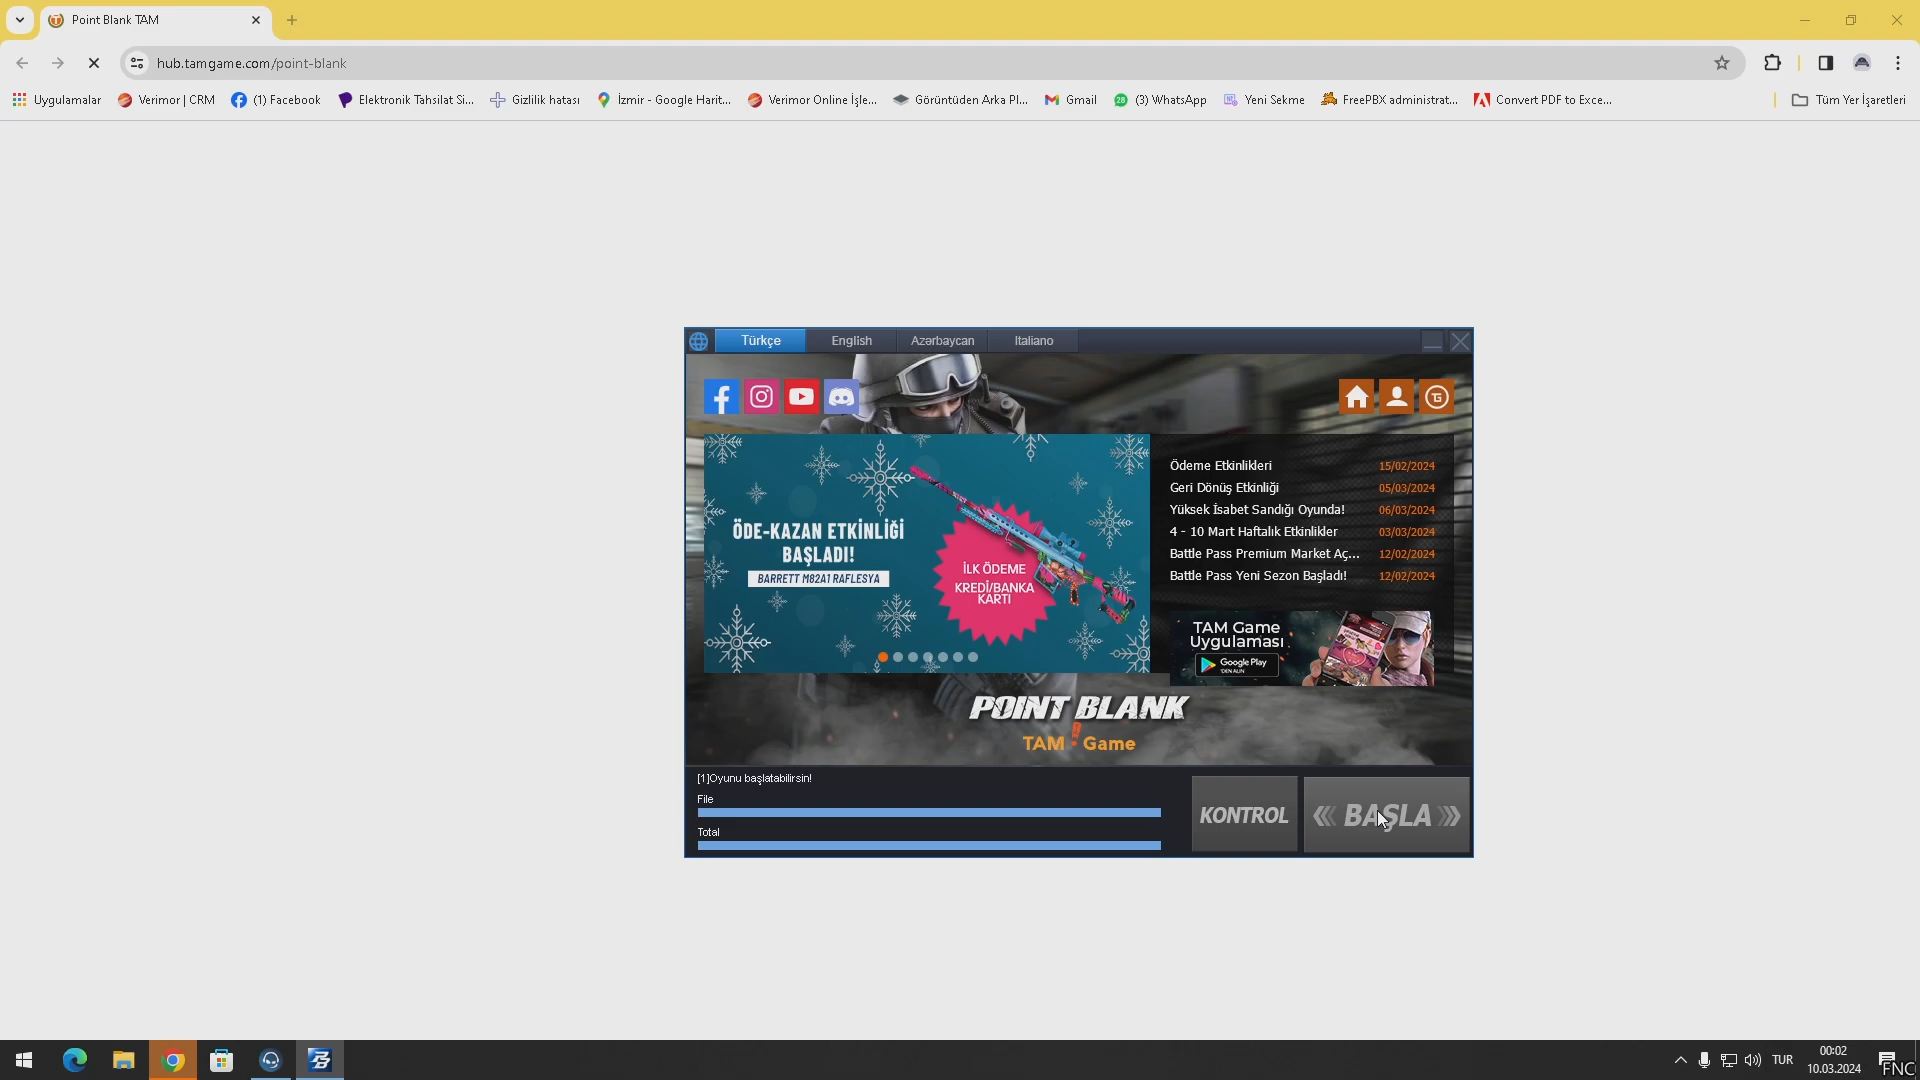 Point Blank TAM
hub.tamgame.com/point-blank
Uygulamalar
Verimor | CRM
(1) Facebook
Elektronik Tahsilat Si...
Gizlilik hatası
İzmir - Google Harit...
Verimor Online İşle...
Görüntüden Arka Pl...
Gmail
(3) WhatsApp
Yeni Sekme
FreePBX administrat...
Convert PDF to Exce...
Tüm Yer İşaretleri
Türkçe
English
Azərbaycan
Italiano
ÖDE-KAZAN ETKİNLİĞİ
BAŞLADI!
BARRETT M82A1 RAFLESYA
İLK ÖDEME
KREDİ/BANKA
KARTI
Ödeme Etkinlikleri 15/02/2024
Geri Dönüş Etkinliği 05/03/2024
Yüksek İsabet Sandığı Oyunda! 06/03/2024
4 - 10 Mart Haftalık Etkinlikler 03/03/2024
Battle Pass Premium Market Aç... 12/02/2024
Battle Pass Yeni Sezon Başladı! 12/02/2024
TAM Game
Uygulaması
Google Play
'DEN ALIN
POINT BLANK
TAM Game
[1]Oyunu başlatabilirsin!
File
Total
KONTROL
BAŞLA
TUR
00:02
10.03.2024
FNC